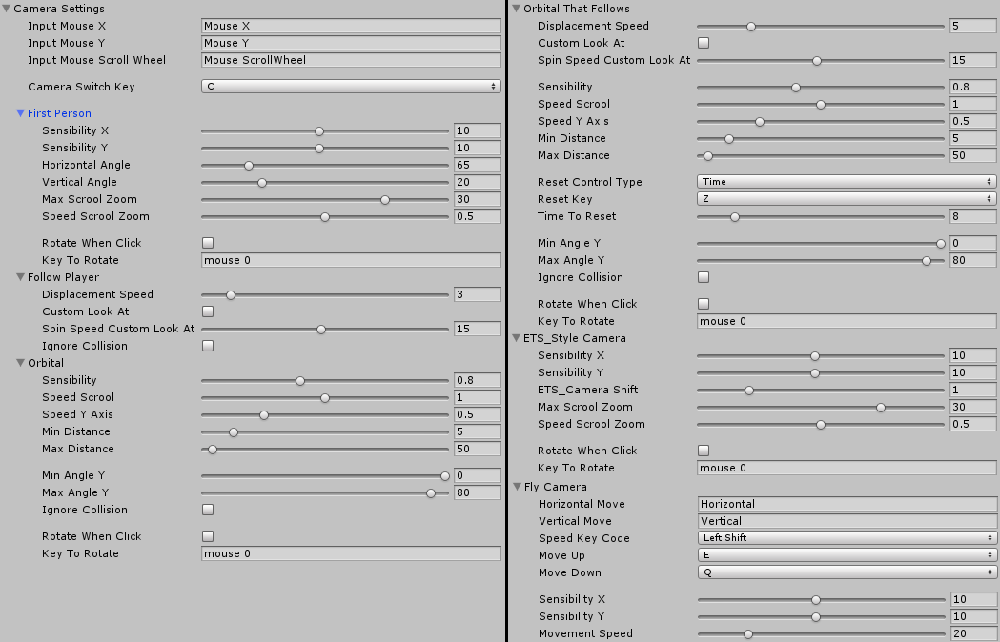 Camera Settings
Input Mouse X Mouse X
Input Mouse Y Mouse Y
Input Mouse Scroll Wheel Mouse ScrollWheel
Camera Switch Key C
First Person
Sensibility X 10
Sensibility Y 10
Horizontal Angle 65
Vertical Angle 20
Max Scrool Zoom 30
Speed Scrool Zoom 0.5
Rotate When Click
Key To Rotate mouse 0
Follow Player
Displacement Speed 3
Custom Look At
Spin Speed Custom Look At 15
Ignore Collision
Orbital
Sensibility 0.8
Speed Scrool 1
Speed Y Axis 0.5
Min Distance 5
Max Distance 50
Min Angle Y 0
Max Angle Y 80
Ignore Collision
Rotate When Click
Key To Rotate mouse 0
Orbital That Follows
Displacement Speed 5
Custom Look At
Spin Speed Custom Look At 15
Sensibility 0.8
Speed Scrool 1
Speed Y Axis 0.5
Min Distance 5
Max Distance 50
Reset Control Type Time
Reset Key Z
Time To Reset 8
Min Angle Y 0
Max Angle Y 80
Ignore Collision
Rotate When Click
Key To Rotate mouse 0
ETS_Style Camera
Sensibility X 10
Sensibility Y 10
ETS_Camera Shift 1
Max Scrool Zoom 30
Speed Scrool Zoom 0.5
Rotate When Click
Key To Rotate mouse 0
Fly Camera
Horizontal Move Horizontal
Vertical Move Vertical
Speed Key Code Left Shift
Move Up E
Move Down Q
Sensibility X 10
Sensibility Y 10
Movement Speed 20